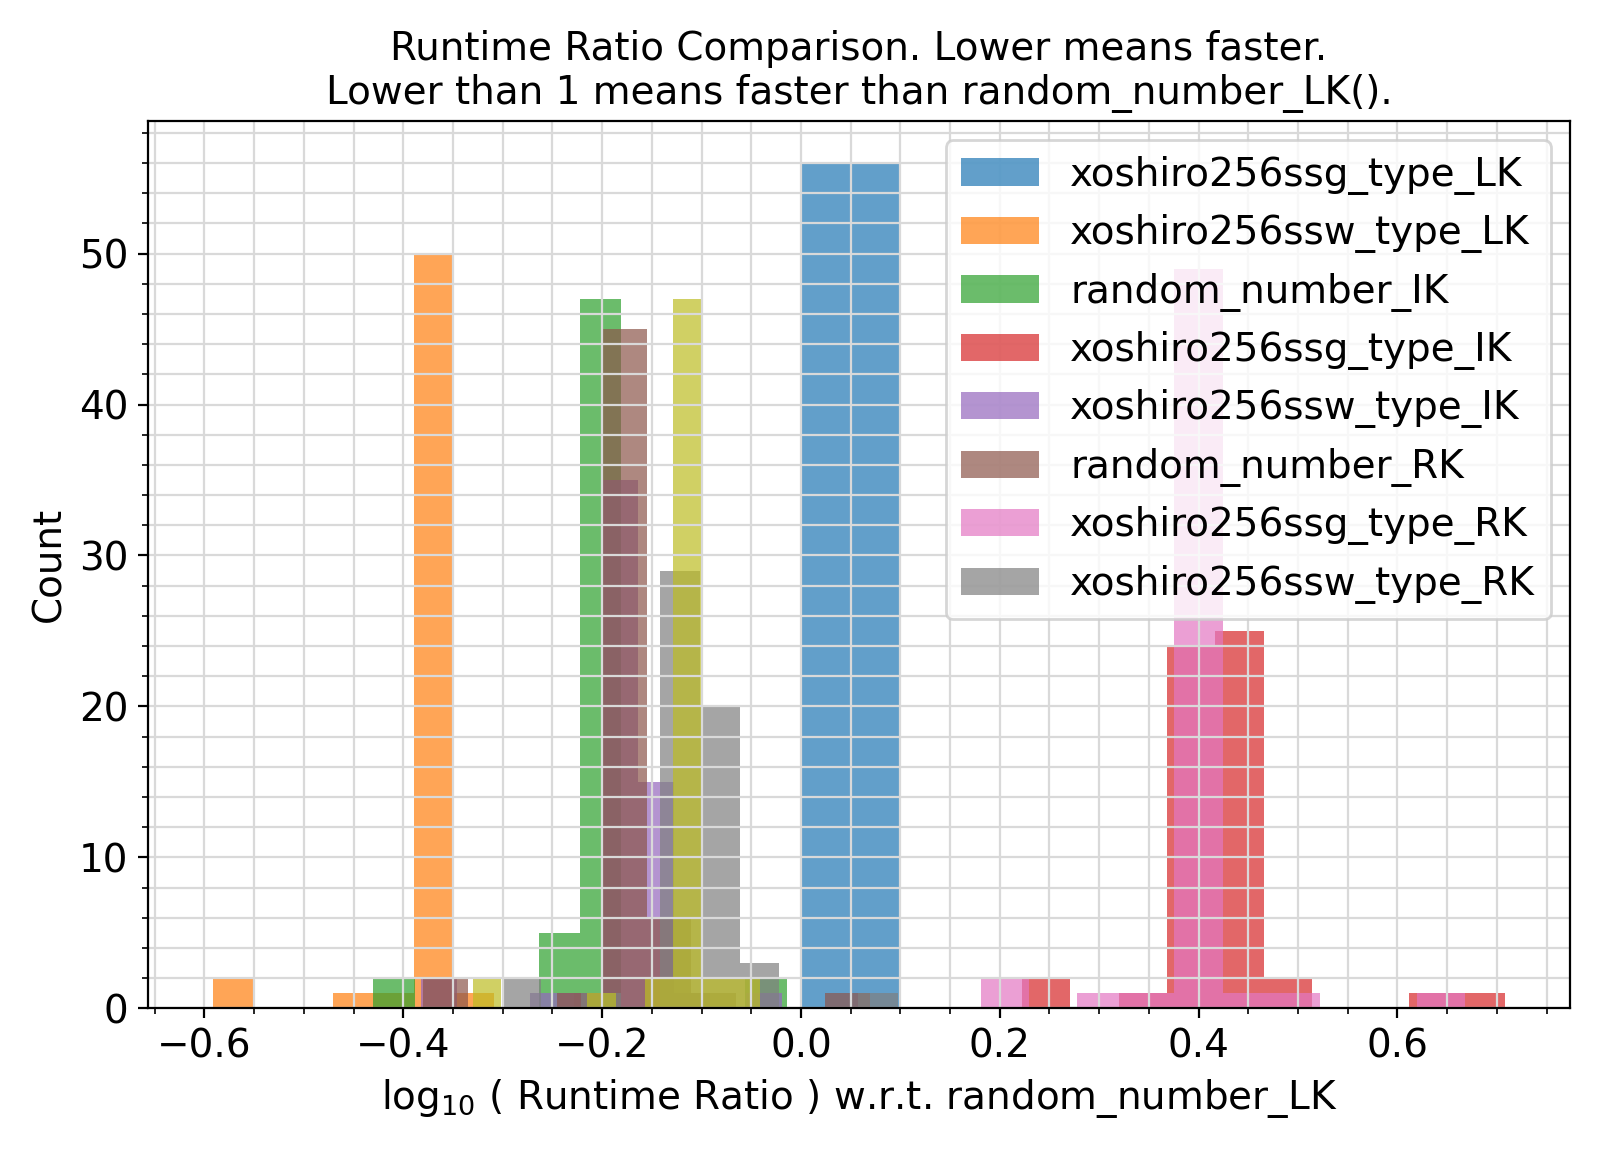 Runtime Ratio Comparison. Lower means faster.
Lower than 1 means faster than random_number_LK().
xoshiro256ssg_type_LK
xoshiro256ssw_type_LK
random_number_IK
xoshiro256ssg_type_IK
xoshiro256ssw_type_IK
random_number_RK
xoshiro256ssg_type_RK
xoshiro256ssw_type_RK
Count
50
40
30
20
10
0
−0.6 −0.4 −0.2 0.0 0.2 0.4 0.6
log₁₀ ( Runtime Ratio ) w.r.t. random_number_LK